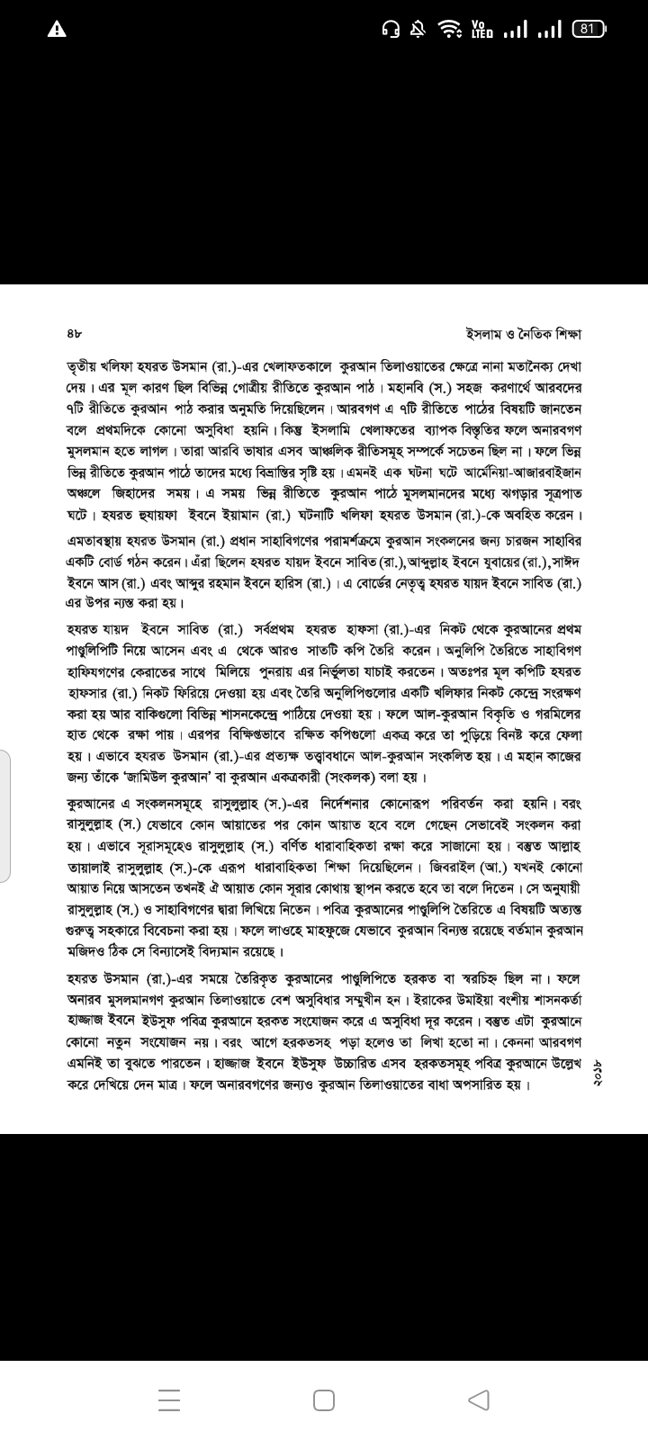 Vo
LTE
81
৪৮
ইসলাম ও নৈতিক শিক্ষা
তৃতীয় খলিফা হযরত উসমান (রা.)-এর খেলাফতকালে কুরআন তিলাওয়াতের ক্ষেত্রে নানা মতানৈক্য দেখা
দেয়। এর মূল কারণ ছিল বিভিন্ন গোত্রীয় রীতিতে কুরআন পাঠ। মহানবি (স.) সহজ করণার্থে আরবদের
৭টি রীতিতে কুরআন পাঠ করার অনুমতি দিয়েছিলেন। আরবগণ এ ৭টি রীতিতে পাঠের বিষয়টি জানতেন
বলে প্রথমদিকে কোনো অসুবিধা হয়নি। কিন্তু ইসলামি খেলাফতের ব্যাপক বিস্তৃতির ফলে অনারবগণ
মুসলমান হতে লাগল। তারা আরবি ভাষার এসব আঞ্চলিক রীতিসমূহ সম্পর্কে সচেতন ছিল না। ফলে ভিন্ন
ভিন্ন রীতিতে কুরআন পাঠে তাদের মধ্যে বিভ্রান্তির সৃষ্টি হয়। এমনই এক ঘটনা ঘটে আর্মেনিয়া-আজারবাইজান
অঞ্চলে জিহাদের সময়। এ সময় ভিন্ন রীতিতে কুরআন পাঠে মুসলমানদের মধ্যে ঝগড়ার সূত্রপাত
ঘটে। হযরত হুযায়ফা ইবনে ইয়ামান (রা.) ঘটনাটি খলিফা হযরত উসমান (রা.)-কে অবহিত করেন।
এমতাবস্থায় হযরত উসমান (রা.) প্রধান সাহাবিগণের পরামর্শক্রমে কুরআন সংকলনের জন্য চারজন সাহাবির
একটি বোর্ড গঠন করেন। এঁরা ছিলেন হযরত যায়দ ইবনে সাবিত (রা.),আব্দুল্লাহ ইবনে যুবায়ের (রা.),সাঈদ
ইবনে আস (রা.) এবং আব্দুর রহমান ইবনে হারিস (রা.)। এ বোর্ডের নেতৃত্ব হযরত যায়দ ইবনে সাবিত (রা.)
এর উপর ন্যস্ত করা হয়।
হযরত যায়দ ইবনে সাবিত (রা.) সর্বপ্রথম হযরত হাফসা (রা.)-এর নিকট থেকে কুরআনের প্রথম
পাণ্ডুলিপিটি নিয়ে আসেন এবং এ থেকে আরও সাতটি কপি তৈরি করেন। অনুলিপি তৈরিতে সাহাবিগণ
হাফিযগণের কেরাতের সাথে মিলিয়ে পুনরায় এর নির্ভুলতা যাচাই করতেন। অতঃপর মূল কপিটি হযরত
হাফসার (রা.) নিকট ফিরিয়ে দেওয়া হয় এবং তৈরি অনুলিপিগুলোর একটি খলিফার নিকট কেন্দ্রে সংরক্ষণ
করা হয় আর বাকিগুলো বিভিন্ন শাসনকেন্দ্রে পাঠিয়ে দেওয়া হয়। ফলে আল-কুরআন বিকৃতি ও গরমিলের
হাত থেকে রক্ষা পায়। এরপর বিক্ষিপ্তভাবে রক্ষিত কপিগুলো একত্র করে তা পুড়িয়ে বিনষ্ট করে ফেলা
হয়। এভাবে হযরত উসমান (রা.)-এর প্রত্যক্ষ তত্ত্বাবধানে আল-কুরআন সংকলিত হয়। এ মহান কাজের
জন্য তাঁকে ‘জামিউল কুরআন’ বা কুরআন একত্রকারী (সংকলক) বলা হয়।
কুরআনের এ সংকলনসমূহে রাসুলুল্লাহ (স.)-এর নির্দেশনার কোনোরূপ পরিবর্তন করা হয়নি। বরং
রাসুলুল্লাহ (স.) যেভাবে কোন আয়াতের পর কোন আয়াত হবে বলে গেছেন সেভাবেই সংকলন করা
হয়। এভাবে সূরাসমূহেও রাসুলুল্লাহ (স.) বর্ণিত ধারাবাহিকতা রক্ষা করে সাজানো হয়। বস্তুত আল্লাহ
তায়ালাই রাসুলুল্লাহ (স.)-কে এরূপ ধারাবাহিকতা শিক্ষা দিয়েছিলেন। জিবরাইল (আ.) যখনই কোনো
আয়াত নিয়ে আসতেন তখনই ঐ আয়াত কোন সূরার কোথায় স্থাপন করতে হবে তা বলে দিতেন। সে অনুযায়ী
রাসুলুল্লাহ (স.) ও সাহাবিগণের দ্বারা লিখিয়ে নিতেন। পবিত্র কুরআনের পাণ্ডুলিপি তৈরিতে এ বিষয়টি অত্যন্ত
গুরুত্ব সহকারে বিবেচনা করা হয়। ফলে লাওহে মাহফুজে যেভাবে কুরআন বিন্যস্ত রয়েছে বর্তমান কুরআন
মজিদও ঠিক সে বিন্যাসেই বিদ্যমান রয়েছে।
হযরত উসমান (রা.)-এর সময়ে তৈরিকৃত কুরআনের পাণ্ডুলিপিতে হরকত বা স্বরচিহ্ন ছিল না। ফলে
অনারব মুসলমানগণ কুরআন তিলাওয়াতে বেশ অসুবিধার সম্মুখীন হন। ইরাকের উমাইয়া বংশীয় শাসনকর্তা
হাজ্জাজ ইবনে ইউসুফ পবিত্র কুরআনে হরকত সংযোজন করে এ অসুবিধা দূর করেন। বস্তুত এটা কুরআনে
কোনো নতুন সংযোজন নয়। বরং আগে হরকতসহ পড়া হলেও তা লিখা হতো না। কেননা আরবগণ
এমনিই তা বুঝতে পারতেন। হাজ্জাজ ইবনে ইউসুফ উচ্চারিত এসব হরকতসমূহ পবিত্র কুরআনে উল্লেখ
করে দেখিয়ে দেন মাত্র। ফলে অনারবগণের জন্যও কুরআন তিলাওয়াতের বাধা অপসারিত হয়।
২০১৮